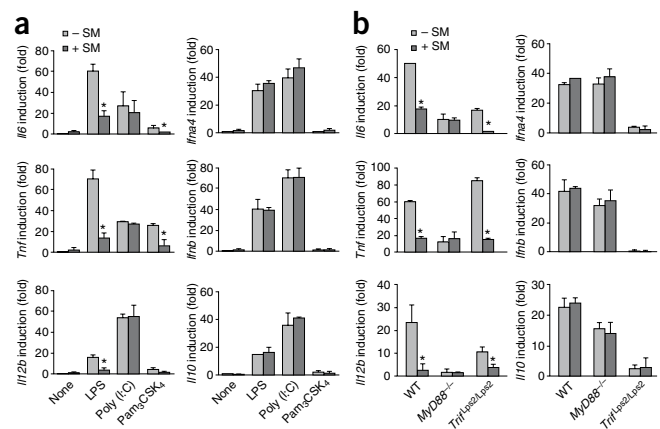 a
– SM
+ SM
Il6 induction (fold)
80
60
40
20
0
*
*
Ifna4 induction (fold)
60
40
20
0
Tnf induction (fold)
80
60
40
20
0
*
*
Ifnb induction (fold)
80
60
40
20
0
Il12b induction (fold)
80
60
40
20
0
*
None
LPS
Poly (I:C)
Pam3CSK4
Il10 induction (fold)
60
40
20
0
None
LPS
Poly (I:C)
Pam3CSK4
b
– SM
+ SM
Il6 induction (fold)
60
40
20
0
*
*
Ifna4 induction (fold)
60
40
20
0
Tnf induction (fold)
100
80
60
40
20
0
*
*
Ifnb induction (fold)
60
40
20
0
Il12b induction (fold)
40
30
20
10
0
*
*
WT
MyD88–/–
TrifLps2/Lps2
Il10 induction (fold)
40
30
20
10
0
WT
MyD88–/–
TrifLps2/Lps2